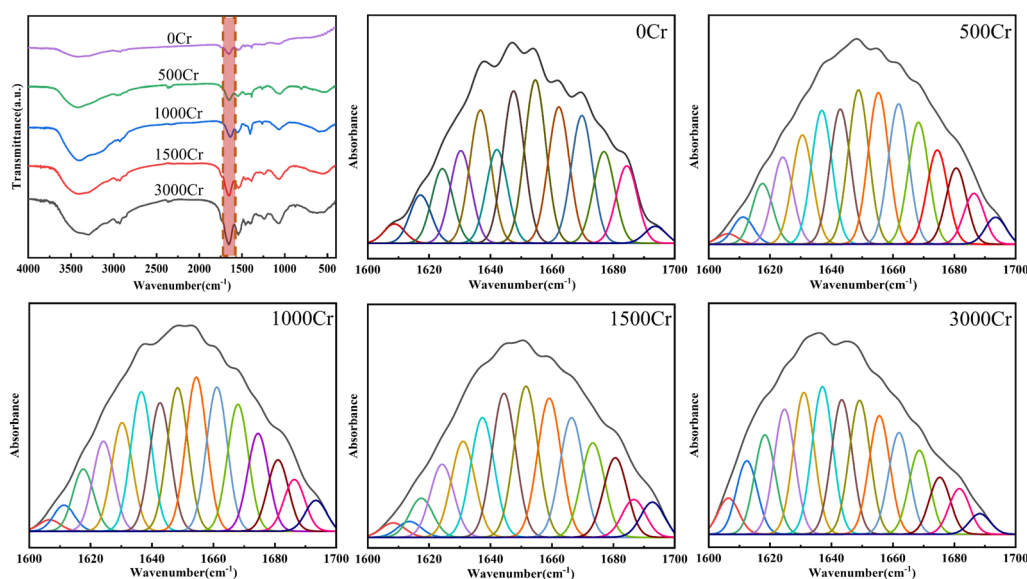 0Cr
500Cr
1000Cr
1500Cr
3000Cr
Transmittance(a.u.)
4000 3500 3000 2500 2000 1500 1000 500
Wavenumber(cm⁻¹)
0Cr
Absorbance
1600 1620 1640 1660 1680 1700
Wavenumber(cm⁻¹)
500Cr
Absorbance
1600 1620 1640 1660 1680 1700
Wavenumber(cm⁻¹)
1000Cr
Absorbance
1600 1620 1640 1660 1680 1700
Wavenumber(cm⁻¹)
1500Cr
Absorbance
1600 1620 1640 1660 1680 1700
Wavenumber(cm⁻¹)
3000Cr
Absorbance
1600 1620 1640 1660 1680 1700
Wavenumber(cm⁻¹)